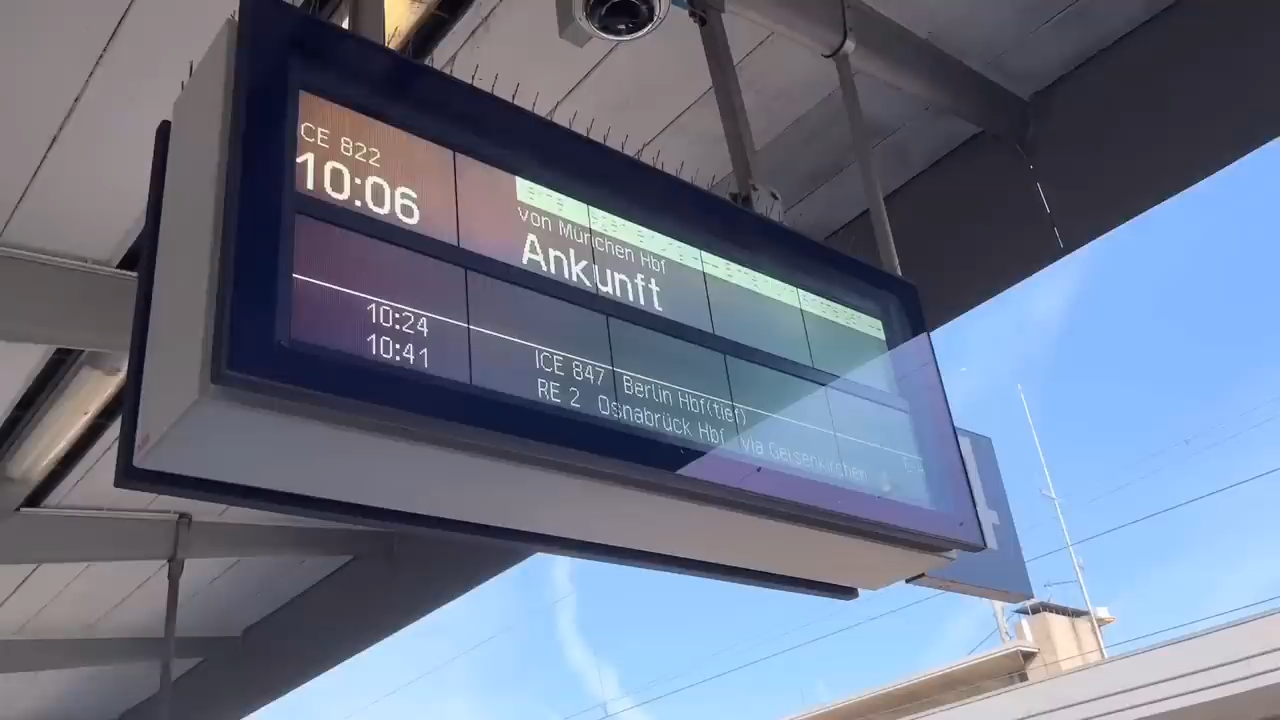 CE 822
10:06
von München Hbf
Ankunft
10:24 ICE 847 Berlin Hbf(tief)
10:41 RE 2 Osnabrück Hbf via Gelsenkirchen